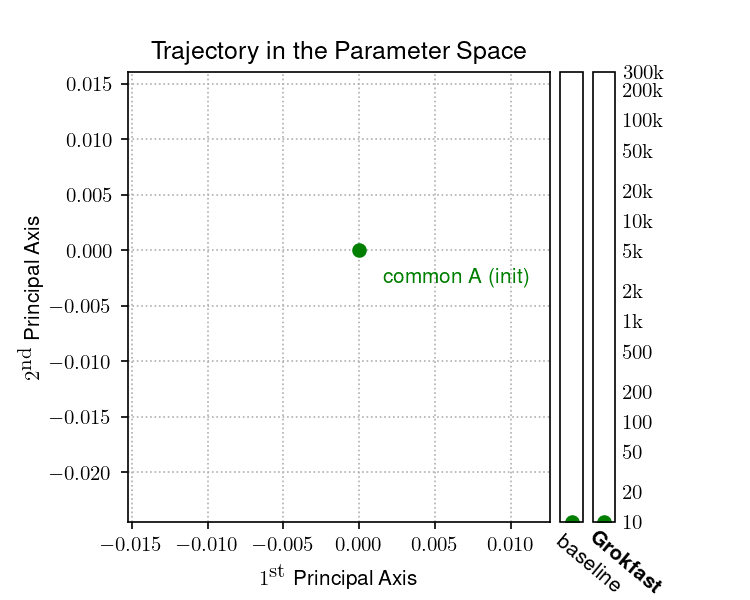 Trajectory in the Parameter Space
0.015
0.010
0.005
0.000
−0.005
−0.010
−0.015
−0.020
2nd Principal Axis
common A (init)
−0.015 −0.010 −0.005 0.000 0.005 0.010
1st Principal Axis
300k
200k
100k
50k
20k
10k
5k
2k
1k
500
200
100
50
20
10
baseline
Grokfast